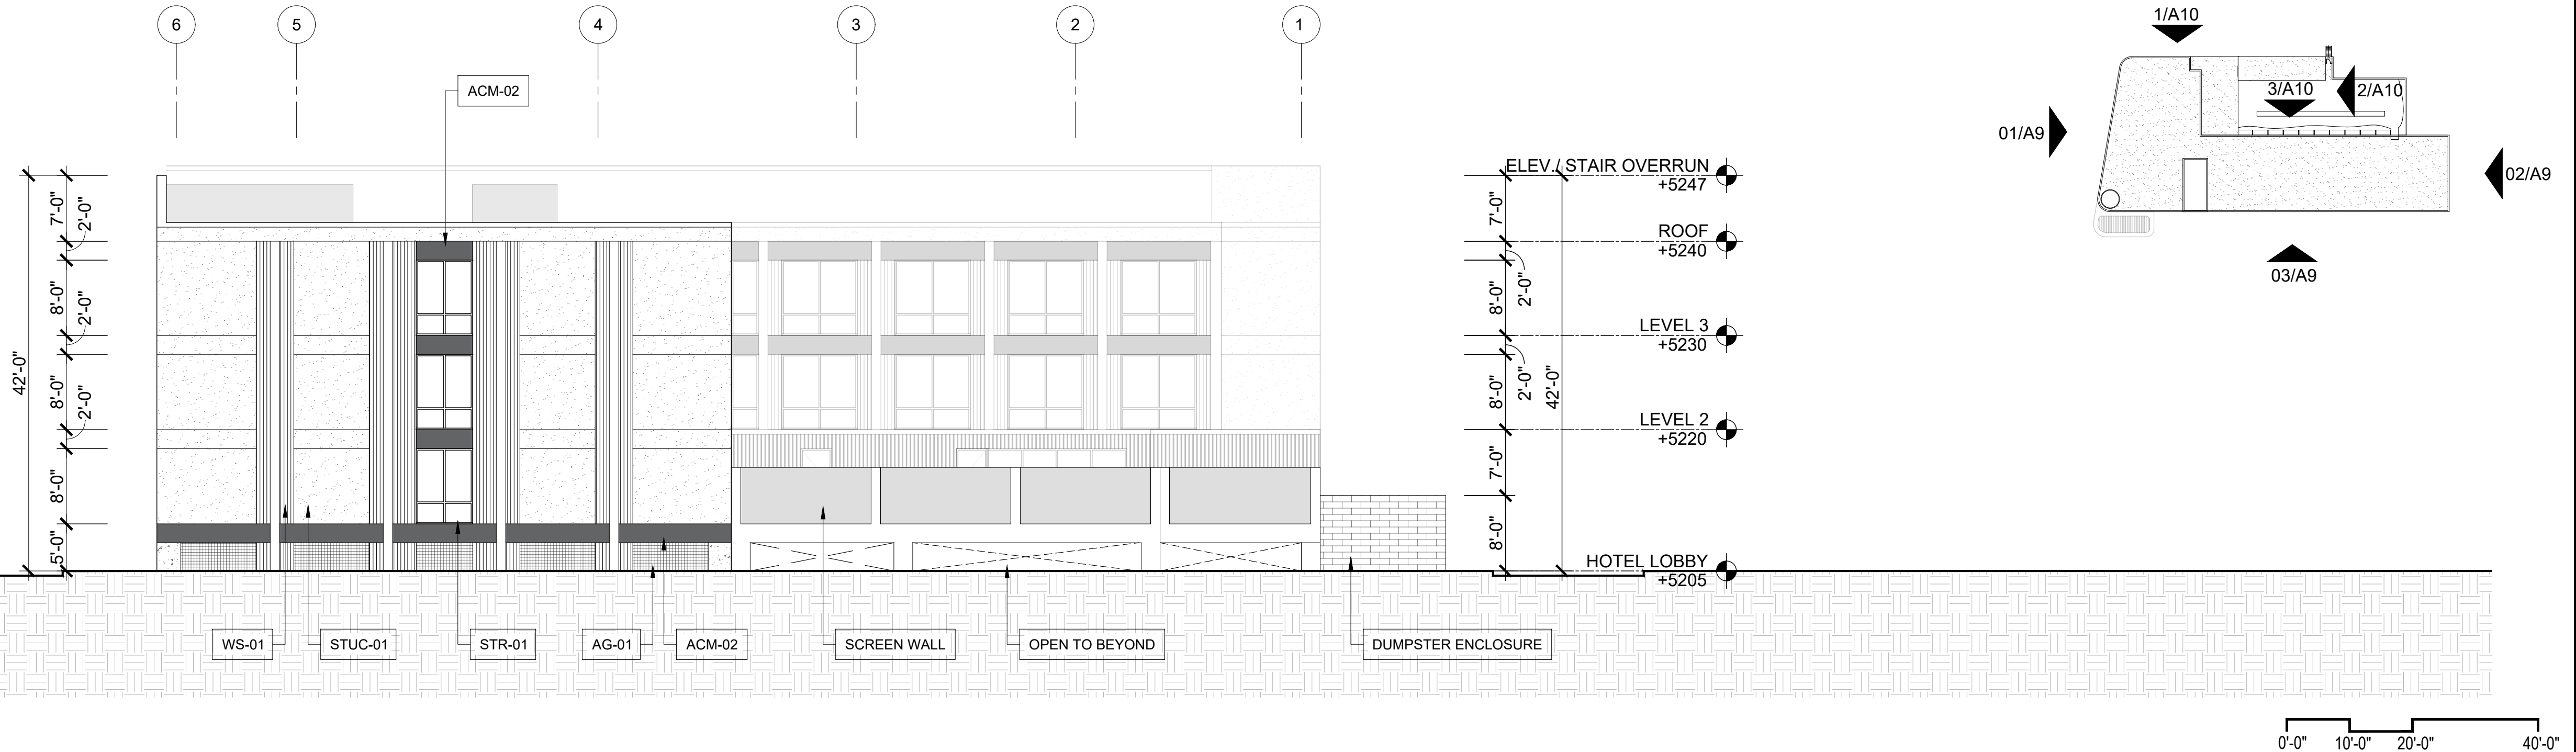 6 5 4 3 2 1
ACM-02
1/A10
3/A10
2/A10
01/A9
02/A9
03/A9
42'-0"
7'-0"
2'-0"
8'-0"
2'-0"
8'-0"
2'-0"
8'-0"
5'-0"
7'-0"
2'-0"
8'-0"
2'-0"
8'-0"
7'-0"
8'-0"
42'-0"
ELEV./ STAIR OVERRUN
+5247
ROOF
+5240
LEVEL 3
+5230
LEVEL 2
+5220
HOTEL LOBBY
+5205
WS-01
STUC-01
STR-01
AG-01
ACM-02
SCREEN WALL
OPEN TO BEYOND
DUMPSTER ENCLOSURE
0'-0" 10'-0" 20'-0" 40'-0"